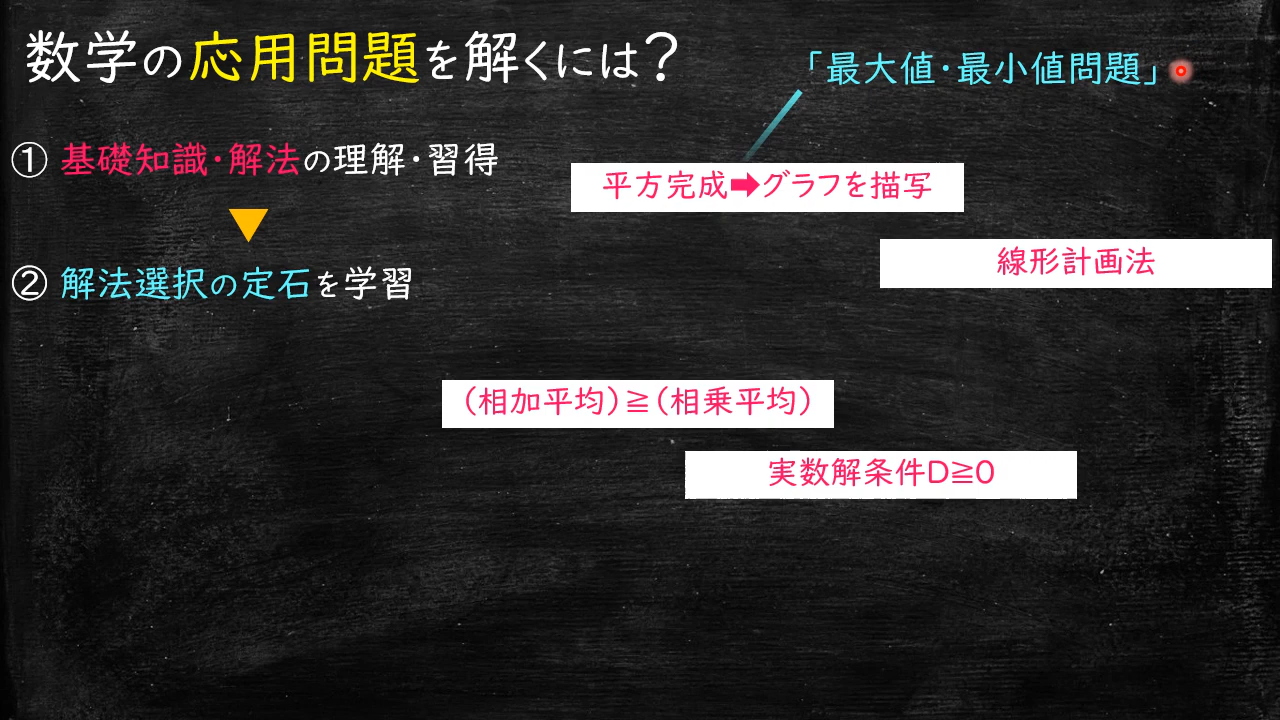 数学の応用問題を解くには？
「最大値・最小値問題」
① 基礎知識・解法の理解・習得
平方完成➡グラフを描写
線形計画法
② 解法選択の定石を学習
（相加平均）≧（相乗平均）
実数解条件D≧0